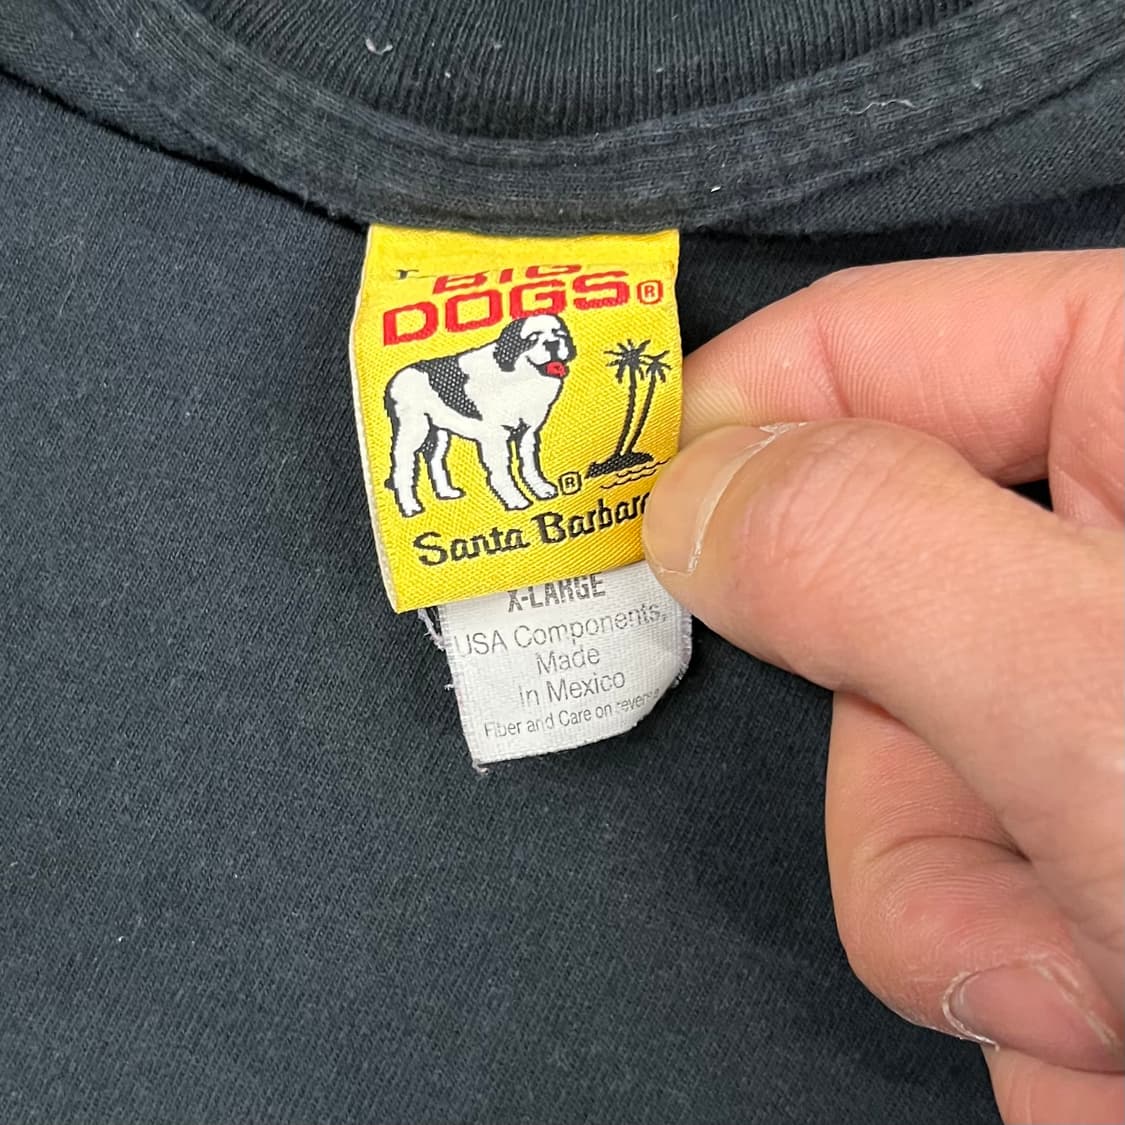 BIG
DOGS®
®
Santa Barbara
X-LARGE
USA Components,
Made
In Mexico
Fiber and Care on reverse